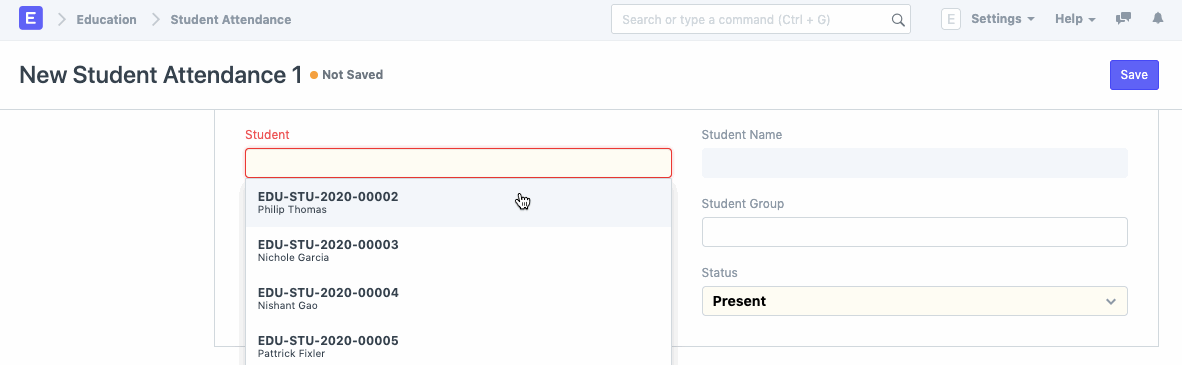 E Education Student Attendance Search or type a command (Ctrl + G) E Settings Help
New Student Attendance 1 Not Saved Save
Student
Student Name
EDU-STU-2020-00002
Philip Thomas
EDU-STU-2020-00003
Nichole Garcia
EDU-STU-2020-00004
Nishant Gao
EDU-STU-2020-00005
Pattrick Fixler
Student Group
Status
Present